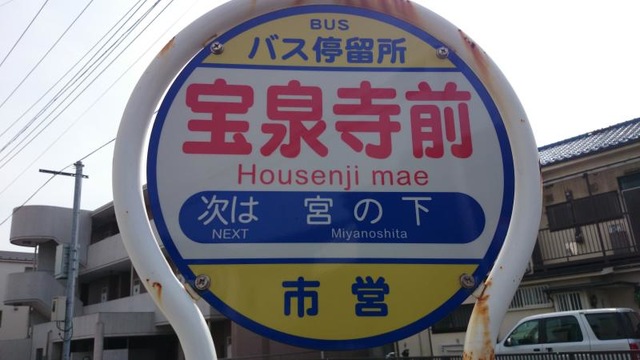 BUS
バス停留所
宝泉寺前
Housenji mae
次は 宮の下
NEXT Miyanoshita
市営